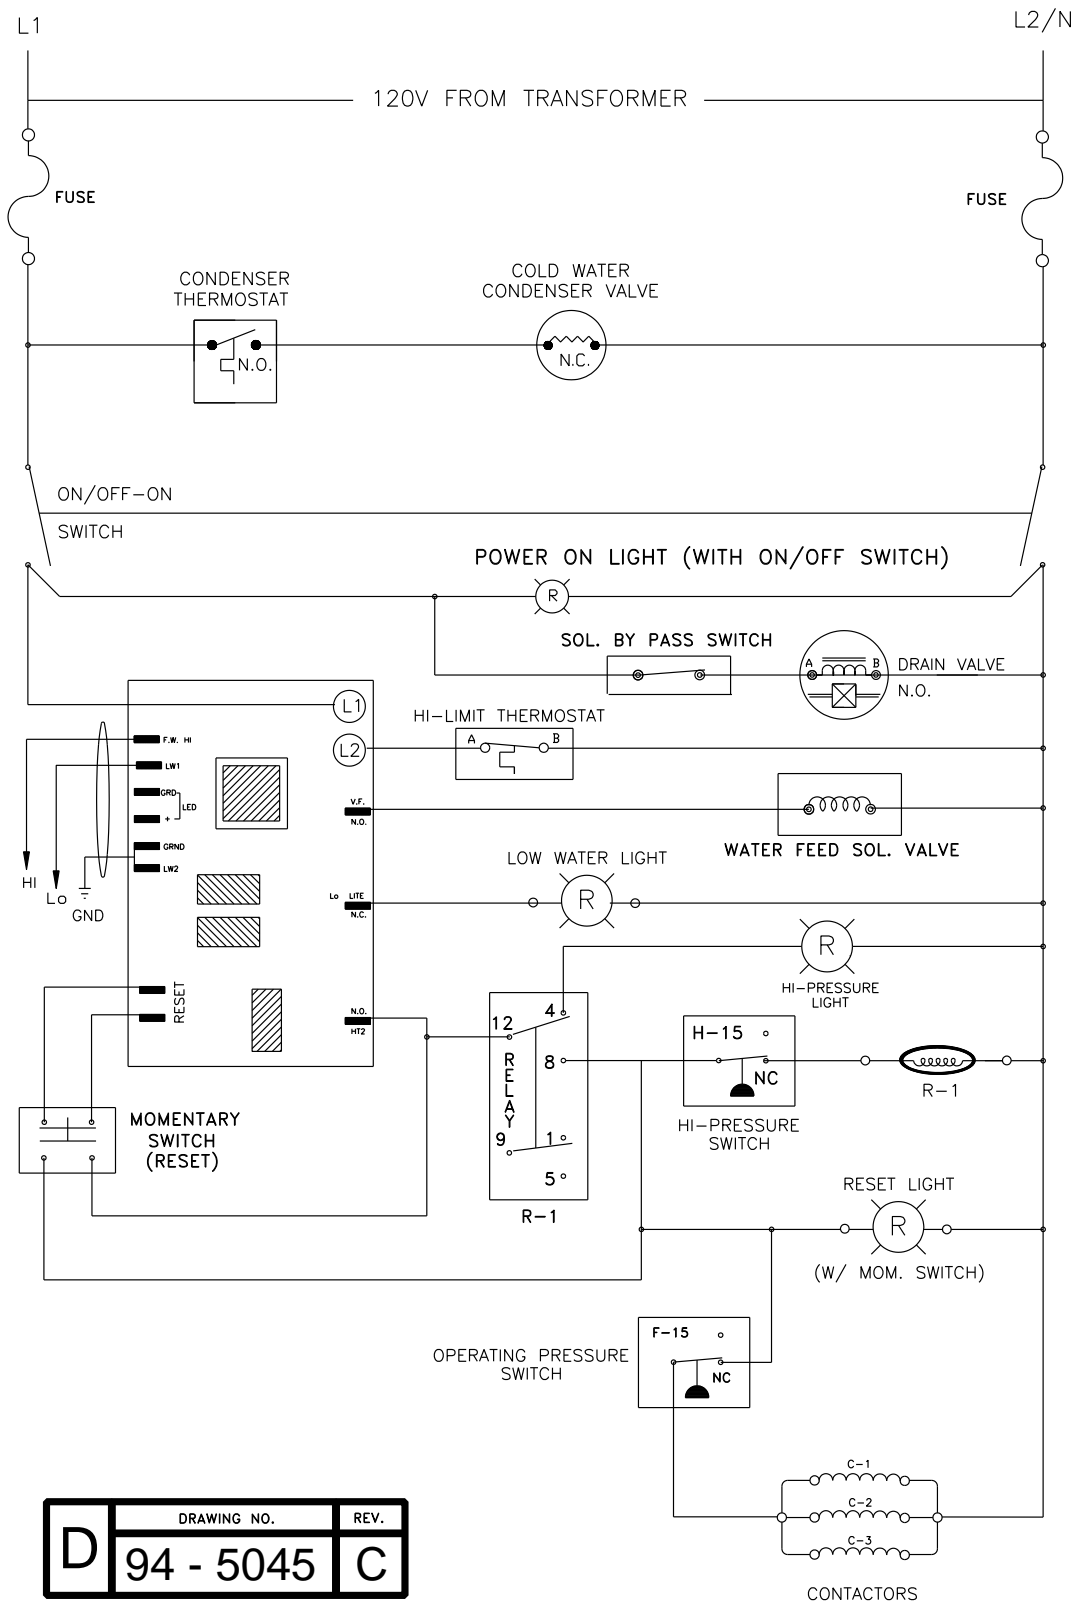 L1
L2/N
120V FROM TRANSFORMER
FUSE
FUSE
CONDENSER
THERMOSTAT
N.O.
COLD WATER
CONDENSER VALVE
N.C.
ON/OFF-ON
SWITCH
POWER ON LIGHT (WITH ON/OFF SWITCH)
R
SOL. BY PASS SWITCH
A
B
DRAIN VALVE
N.O.
L1
HI-LIMIT THERMOSTAT
A
B
L2
F.W. HI
LW1
GRD
LED
+
GRND
LW2
HI
Lo
GND
V.F.
N.O.
WATER FEED SOL. VALVE
LOW WATER LIGHT
R
Lo LITE
N.C.
R
HI-PRESSURE
LIGHT
RESET
N.O.
HT2
12
4
8
RELAY
9
1
5
R-1
H-15
NC
HI-PRESSURE
SWITCH
R-1
MOMENTARY
SWITCH
(RESET)
RESET LIGHT
R
(W/ MOM. SWITCH)
F-15
NC
OPERATING PRESSURE
SWITCH
C-1
C-2
C-3
CONTACTORS
D
DRAWING NO.
REV.
94 - 5045
C